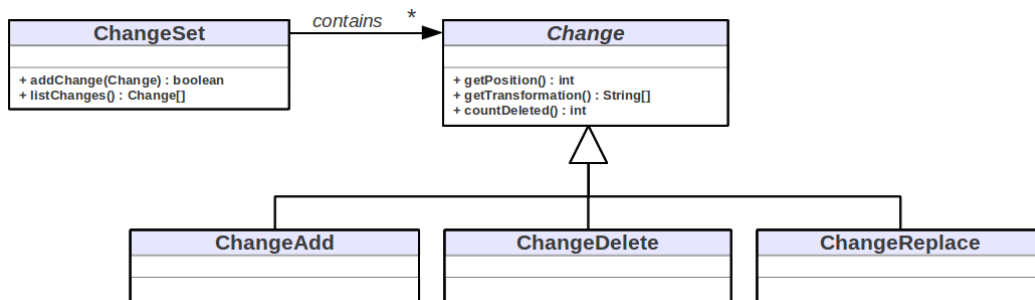 contains *
ChangeSet
Change
+ addChange(Change) : boolean
+ listChanges() : Change[]
+ getPosition() : int
+ getTransformation() : String[]
+ countDeleted() : int
ChangeAdd
ChangeDelete
ChangeReplace